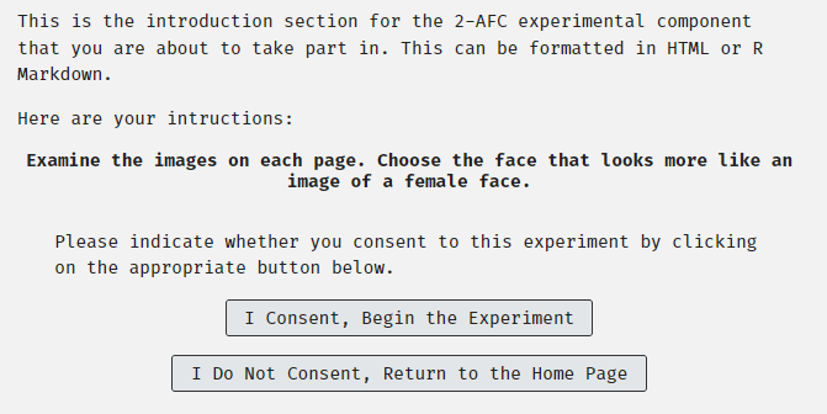 This is the introduction section for the 2-AFC experimental component
that you are about to take part in. This can be formatted in HTML or R
Markdown.
Here are your intructions:
Examine the images on each page. Choose the face that looks more like an
image of a female face.
Please indicate whether you consent to this experiment by clicking
on the appropriate button below.
I Consent, Begin the Experiment
I Do Not Consent, Return to the Home Page